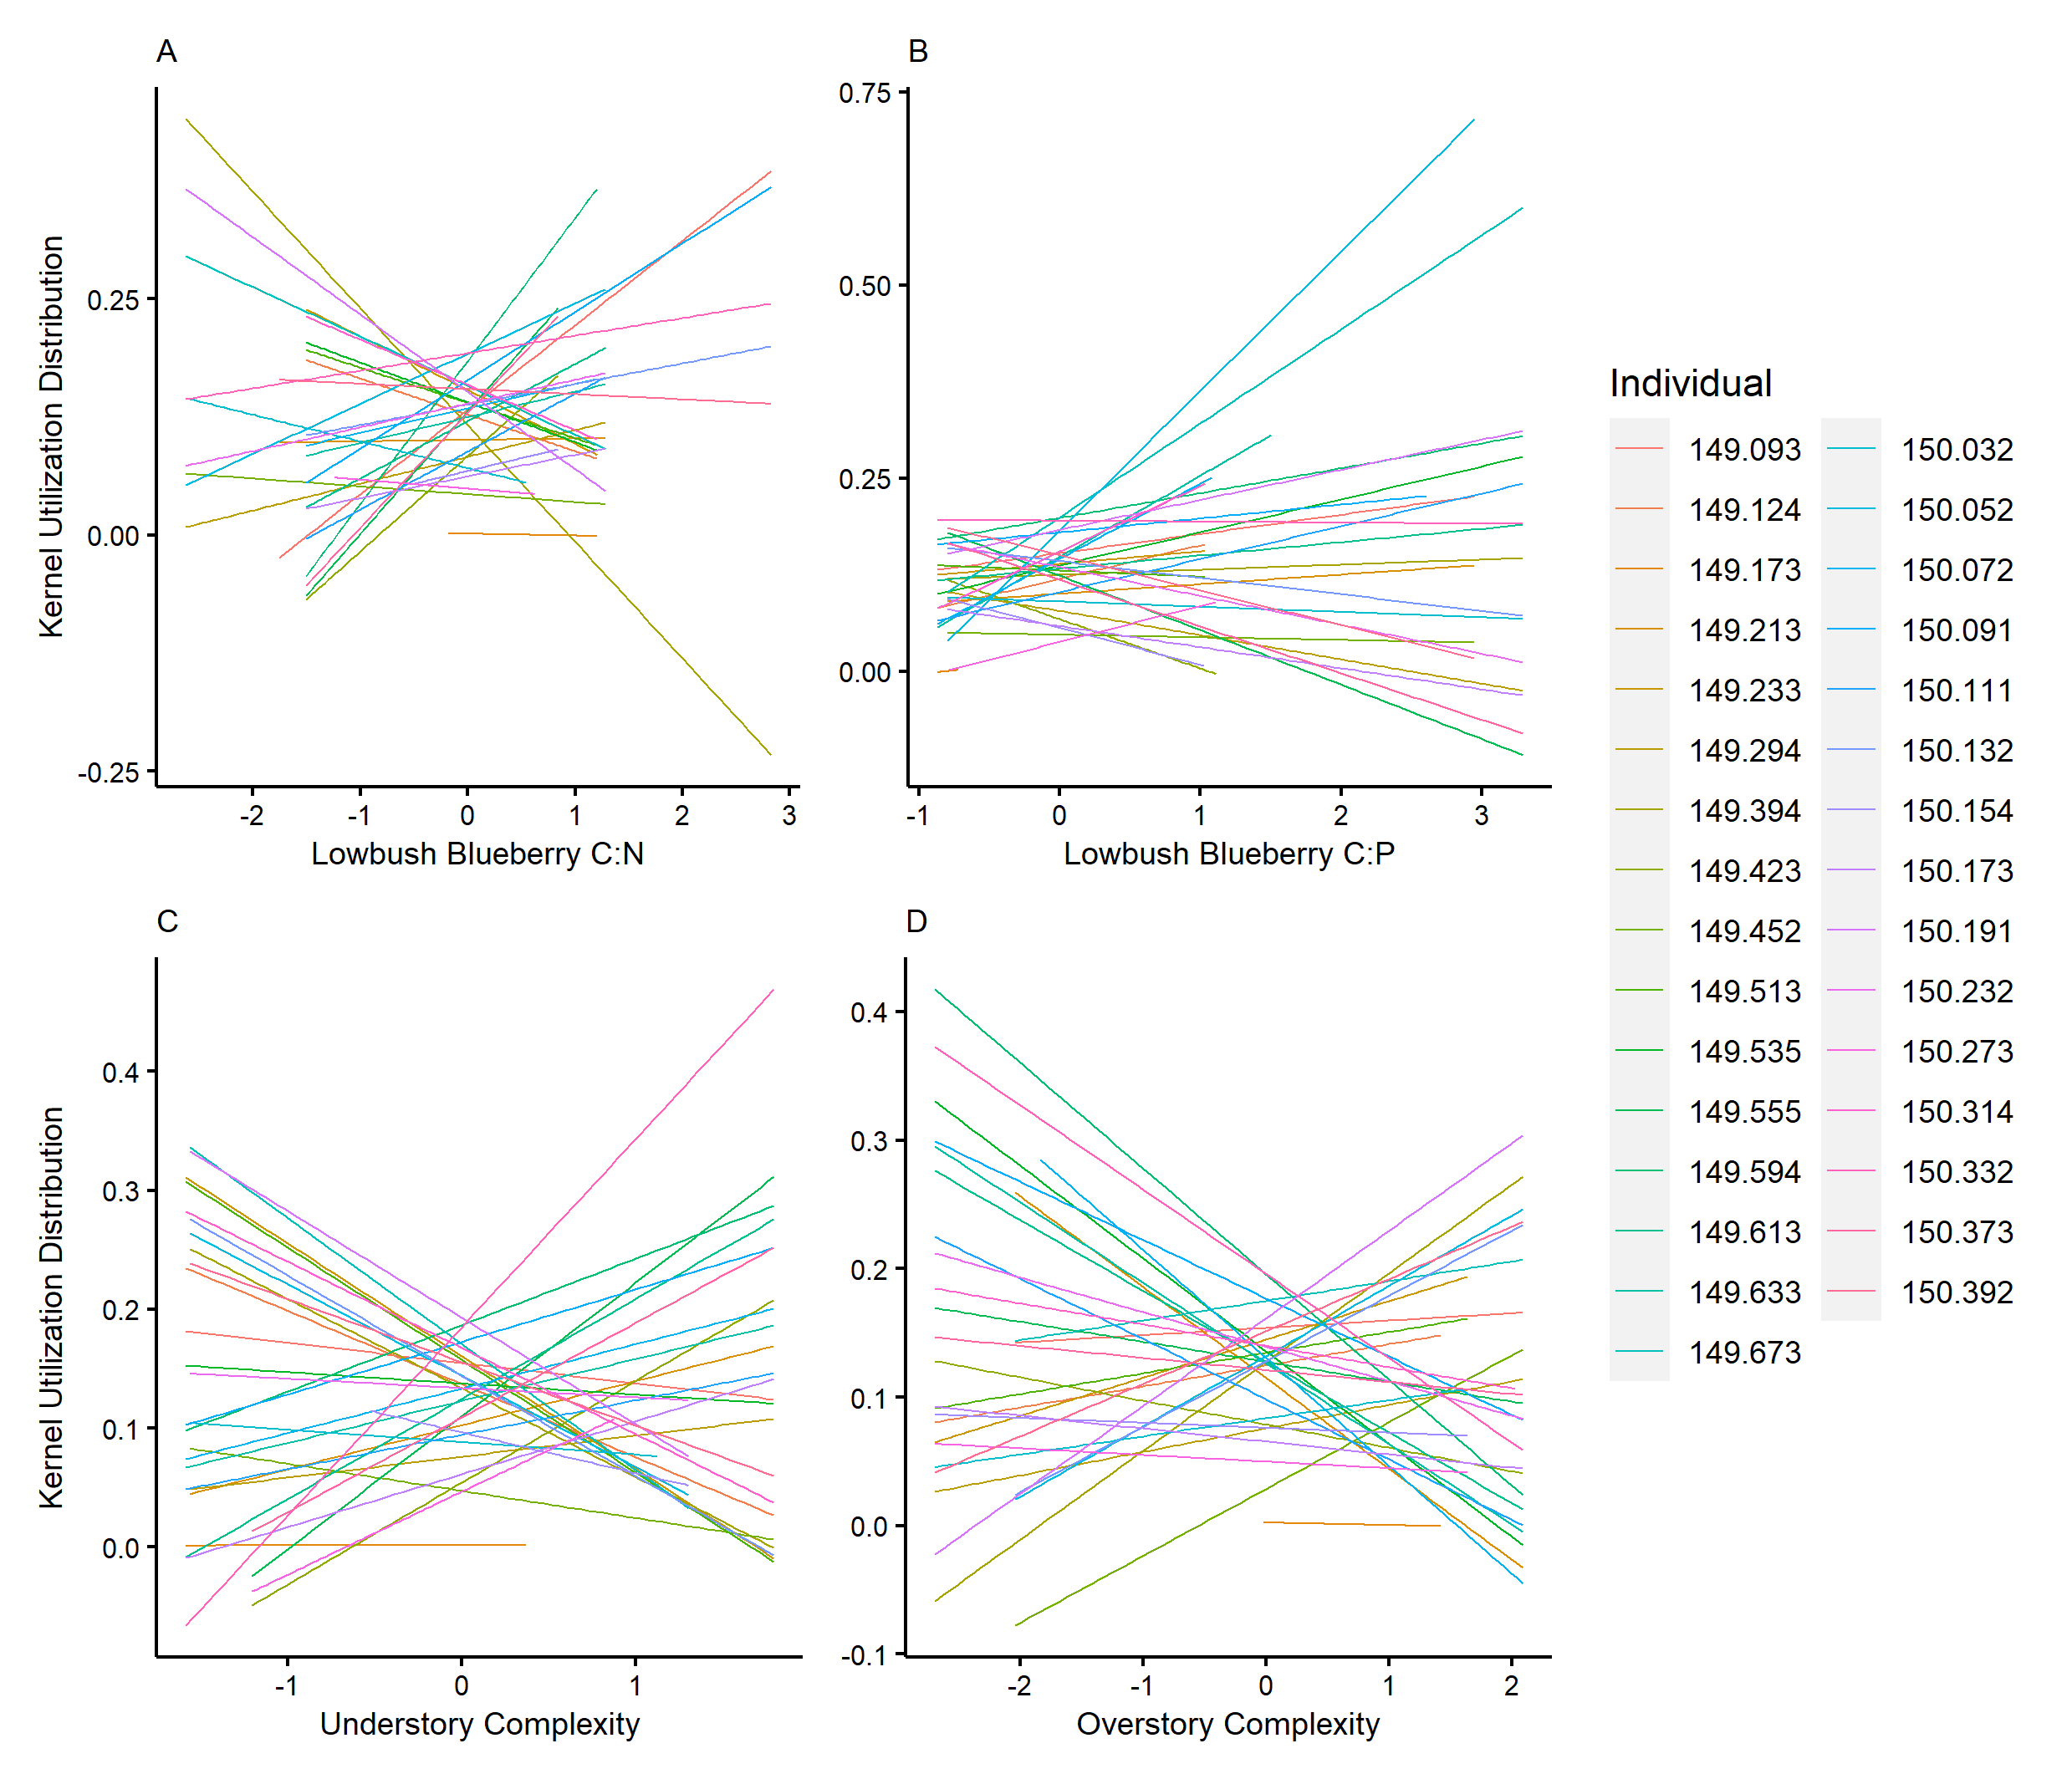 A
B
Kernel Utilization Distribution
0.25
0.00
-0.25
-2 -1 0 1 2 3
Lowbush Blueberry C:N
0.75
0.50
0.25
0.00
-1 0 1 2 3
Lowbush Blueberry C:P
C
D
Kernel Utilization Distribution
0.4
0.3
0.2
0.1
0.0
-1 0 1
Understory Complexity
0.4
0.3
0.2
0.1
0.0
-0.1
-2 -1 0 1 2
Overstory Complexity
Individual
149.093 150.032
149.124 150.052
149.173 150.072
149.213 150.091
149.233 150.111
149.294 150.132
149.394 150.154
149.423 150.173
149.452 150.191
149.513 150.232
149.535 150.273
149.555 150.314
149.594 150.332
149.613 150.373
149.633 150.392
149.673